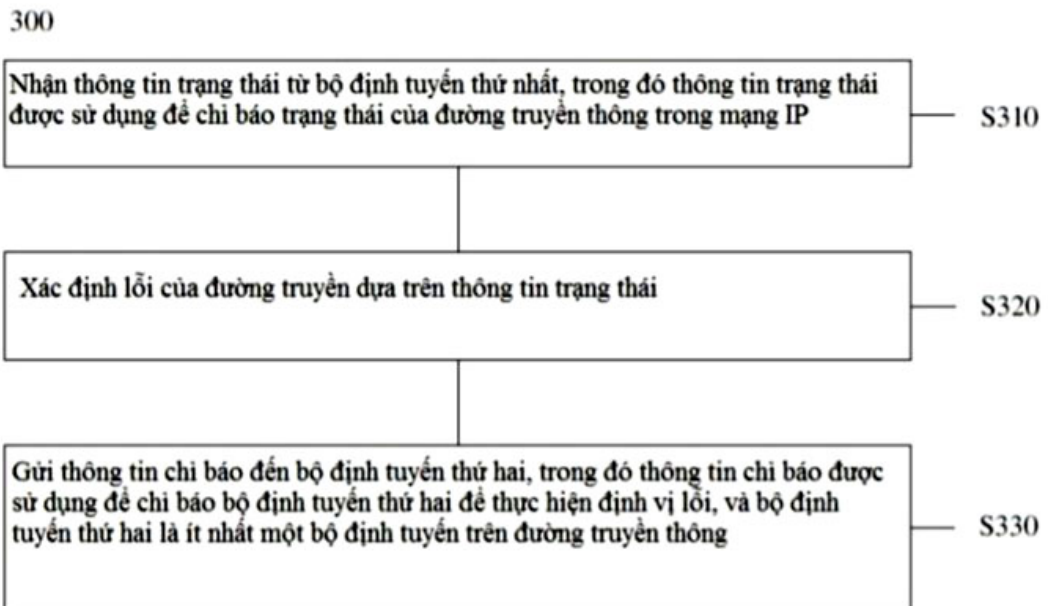 300
Nhận thông tin trạng thái từ bộ định tuyến thứ nhất, trong đó thông tin trạng thái
được sử dụng để chỉ báo trạng thái của đường truyền thông trong mạng IP
S310
Xác định lỗi của đường truyền dựa trên thông tin trạng thái
S320
Gửi thông tin chỉ báo đến bộ định tuyến thứ hai, trong đó thông tin chỉ báo được
sử dụng để chỉ báo bộ định tuyến thứ hai để thực hiện định vị lỗi, và bộ định
tuyến thứ hai là ít nhất một bộ định tuyến trên đường truyền thông
S330